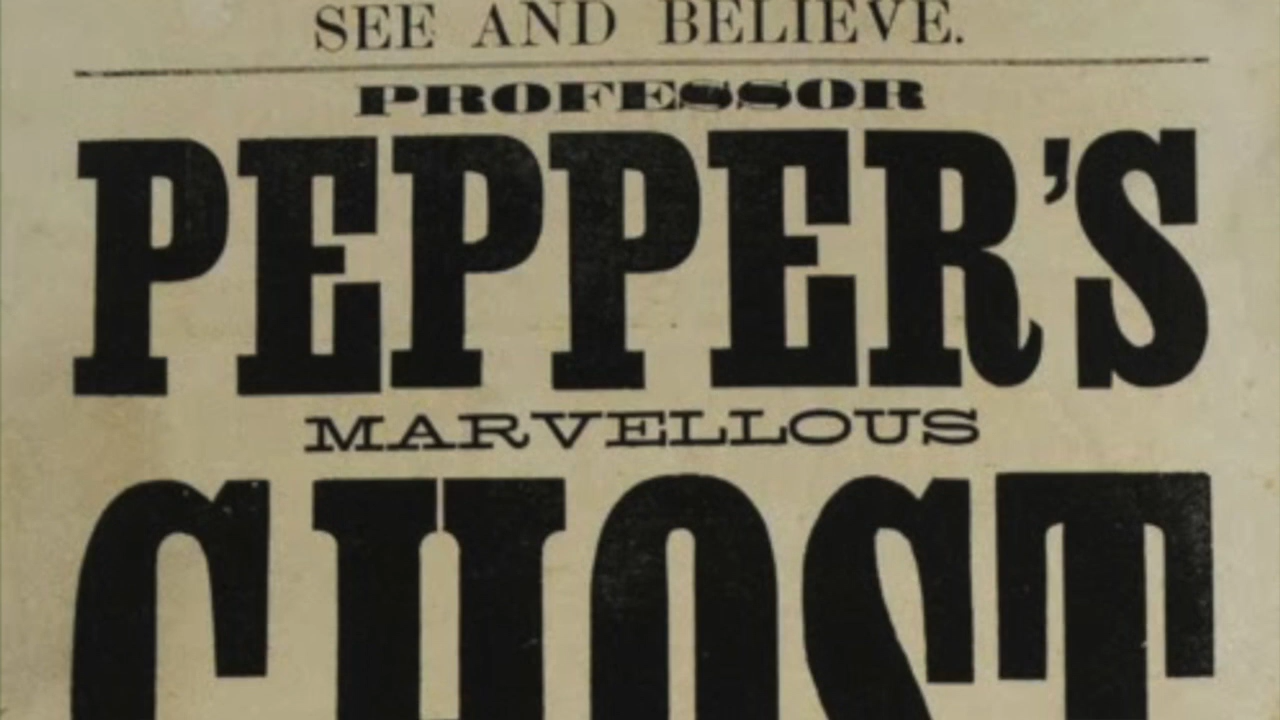 SEE AND BELIEVE.
PROFESSOR
PEPPER'S
MARVELLOUS
GHOST